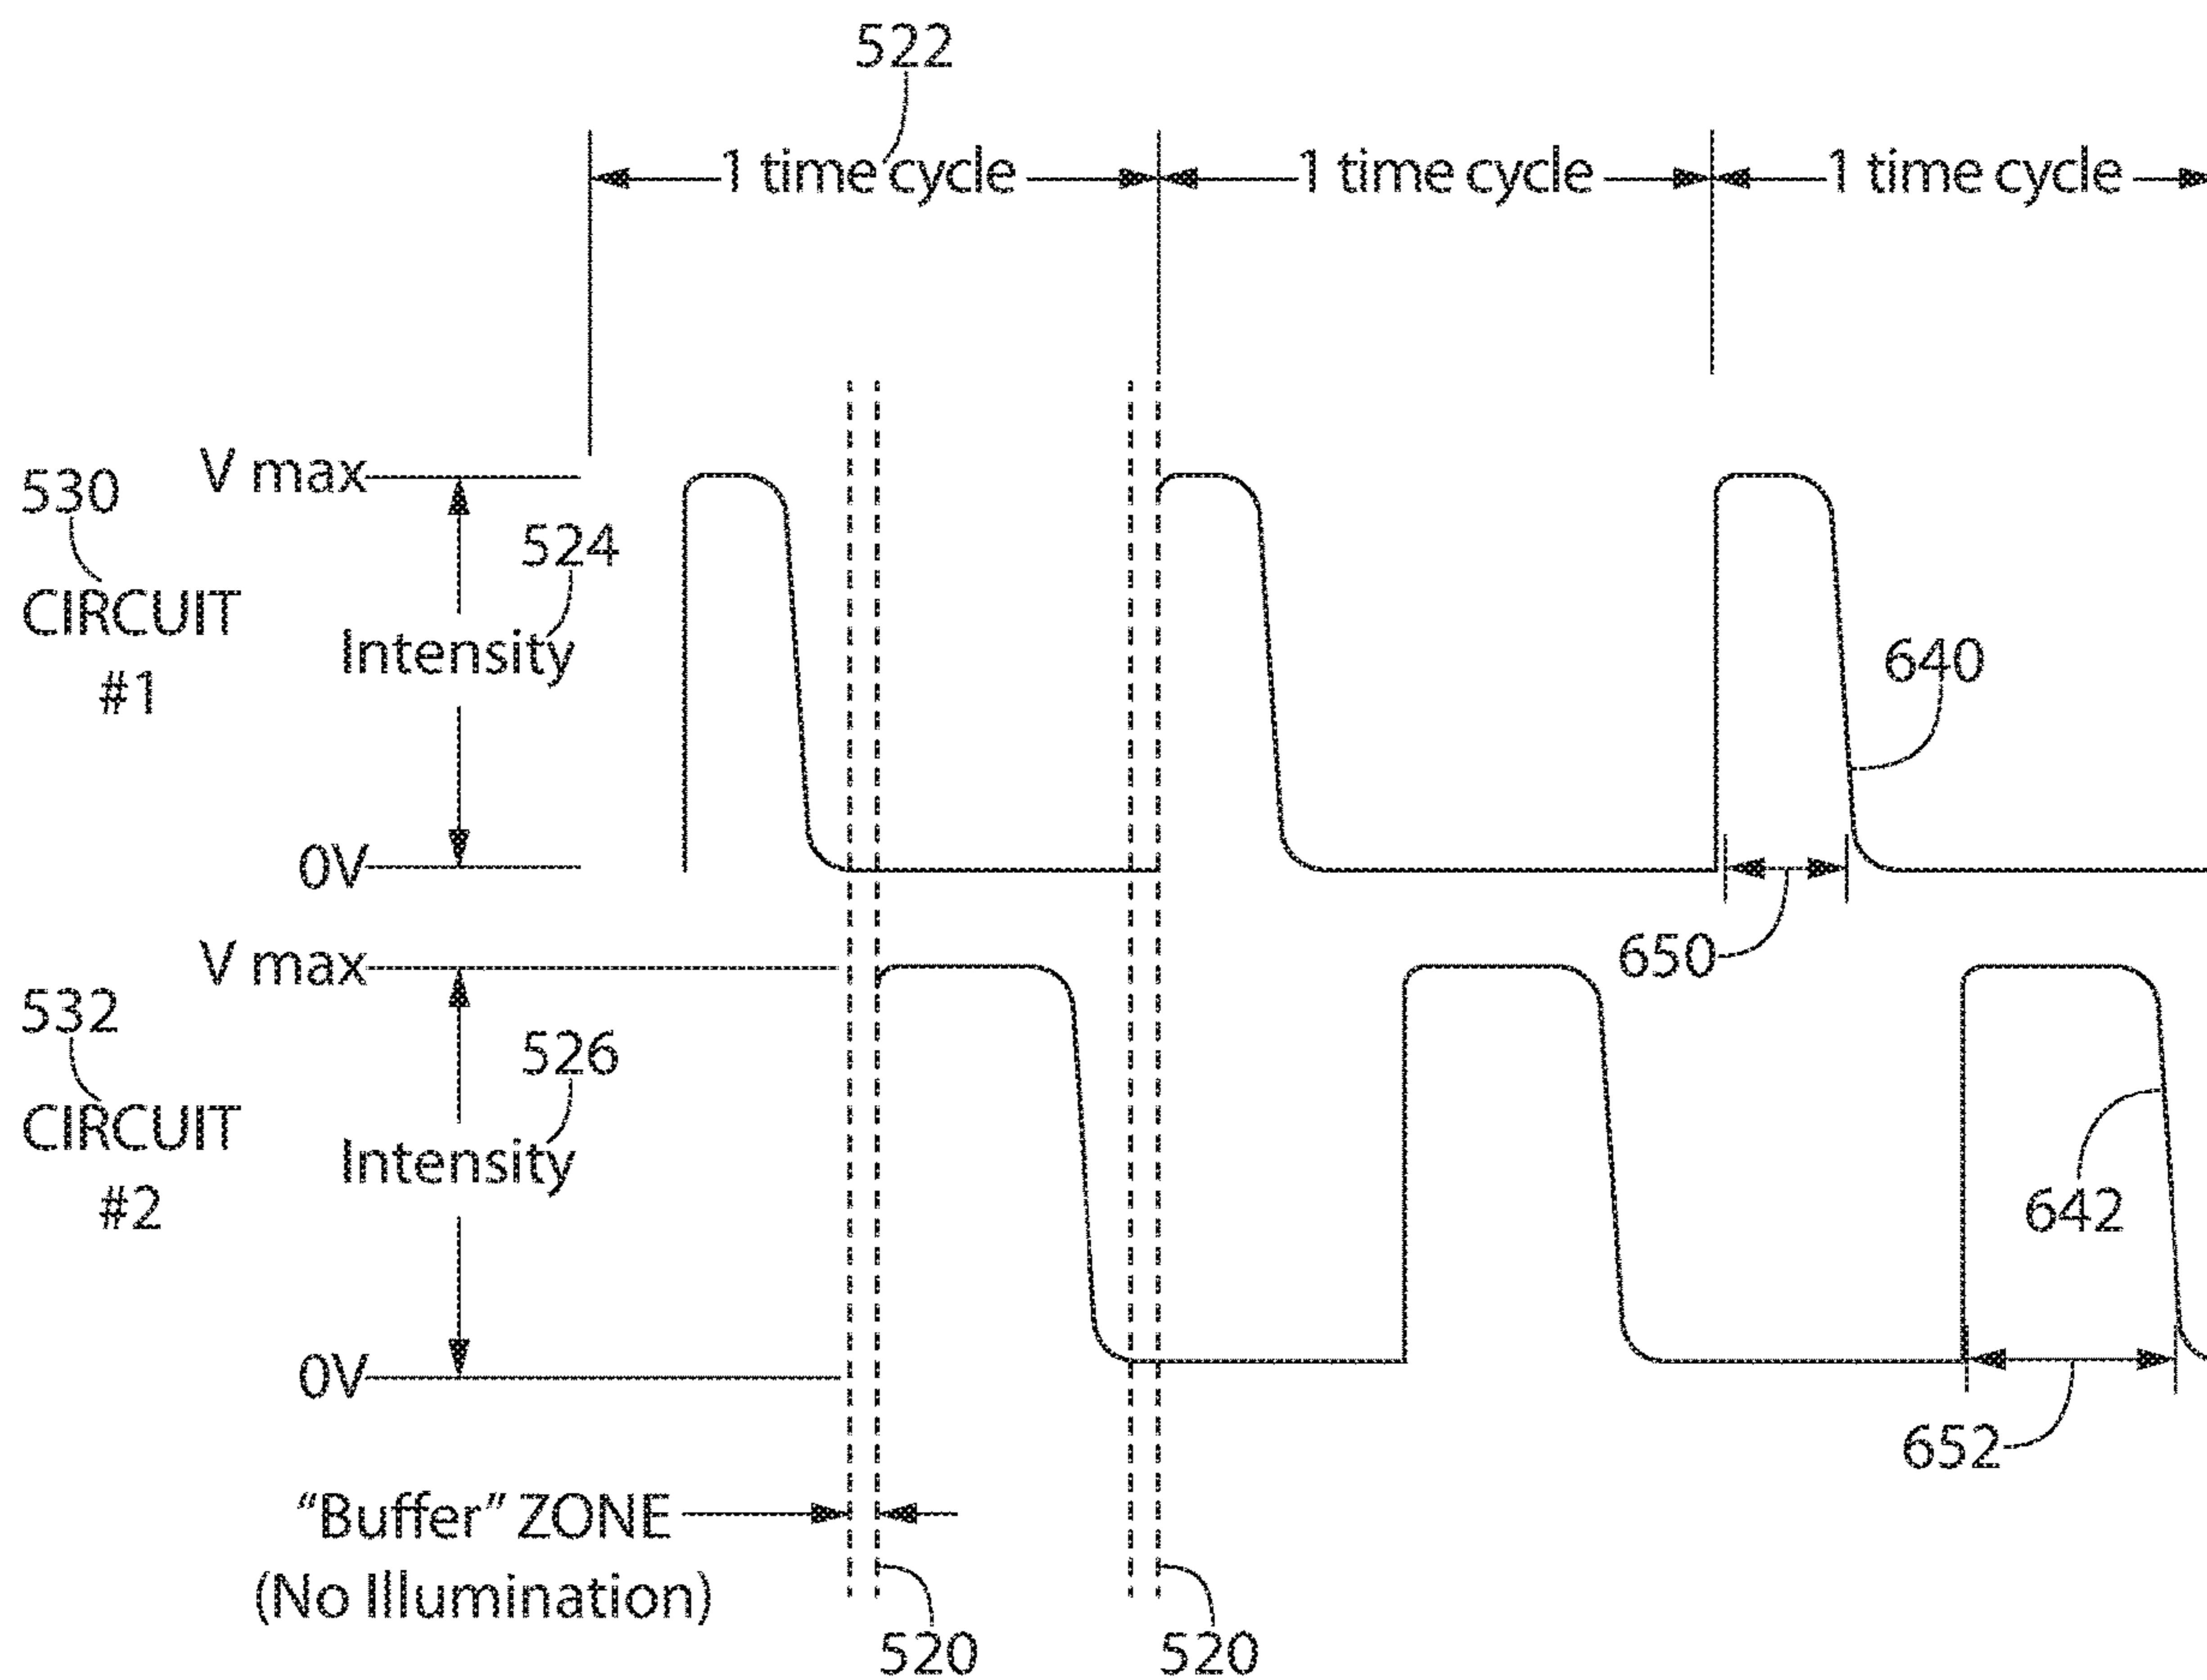 522
1 time cycle 1 time cycle 1 time cycle
V max
530
524
CIRCUIT
#1
Intensity
640
0V
650
V max
532
526
CIRCUIT
#2
Intensity
642
0V
652
“Buffer” ZONE
(No Illumination)
520 520